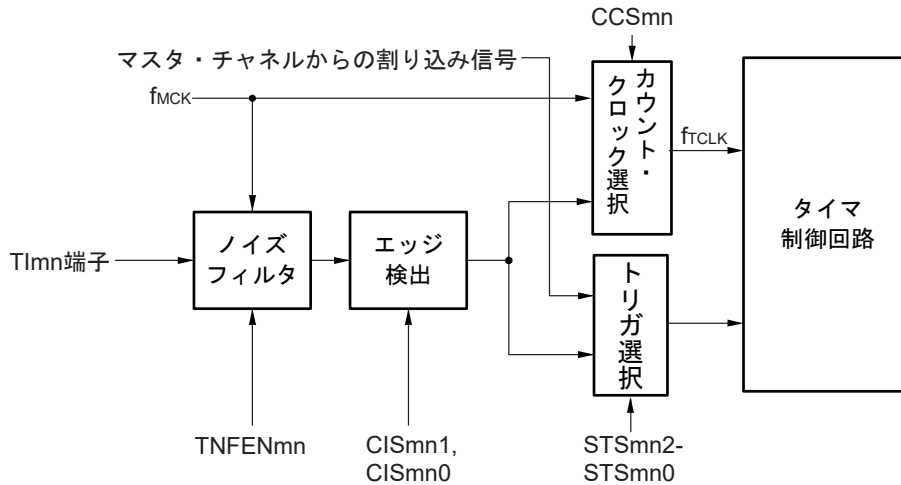 CCSmn
マスタ・チャネルからの割り込み信号
fMCK
カウント・
クロック選択
fTCLK
タイマ
制御回路
TImn端子
ノイズ
フィルタ
エッジ
検出
トリガ選択
TNFENmn
CISmn1,
CISmn0
STSmn2-
STSmn0